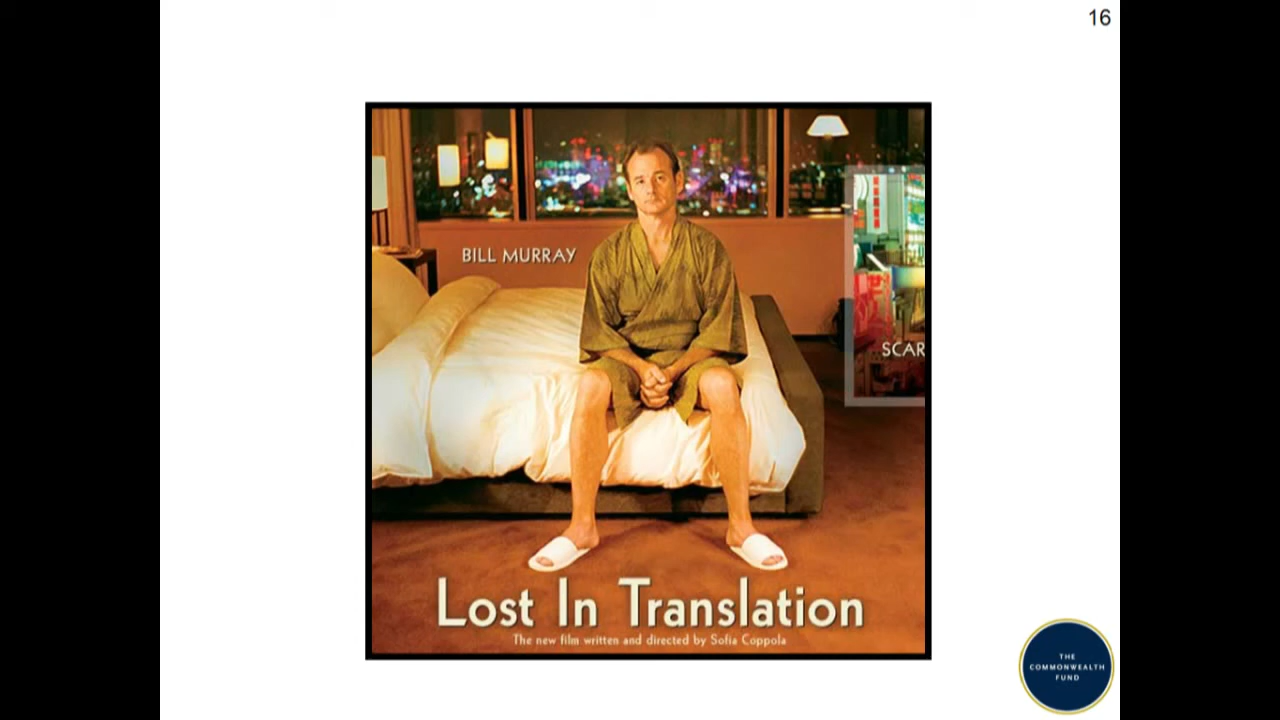 16
BILL MURRAY
SCAR
Lost In Translation
The new film written and directed by Sofia Coppola
THE
COMMONWEALTH
FUND